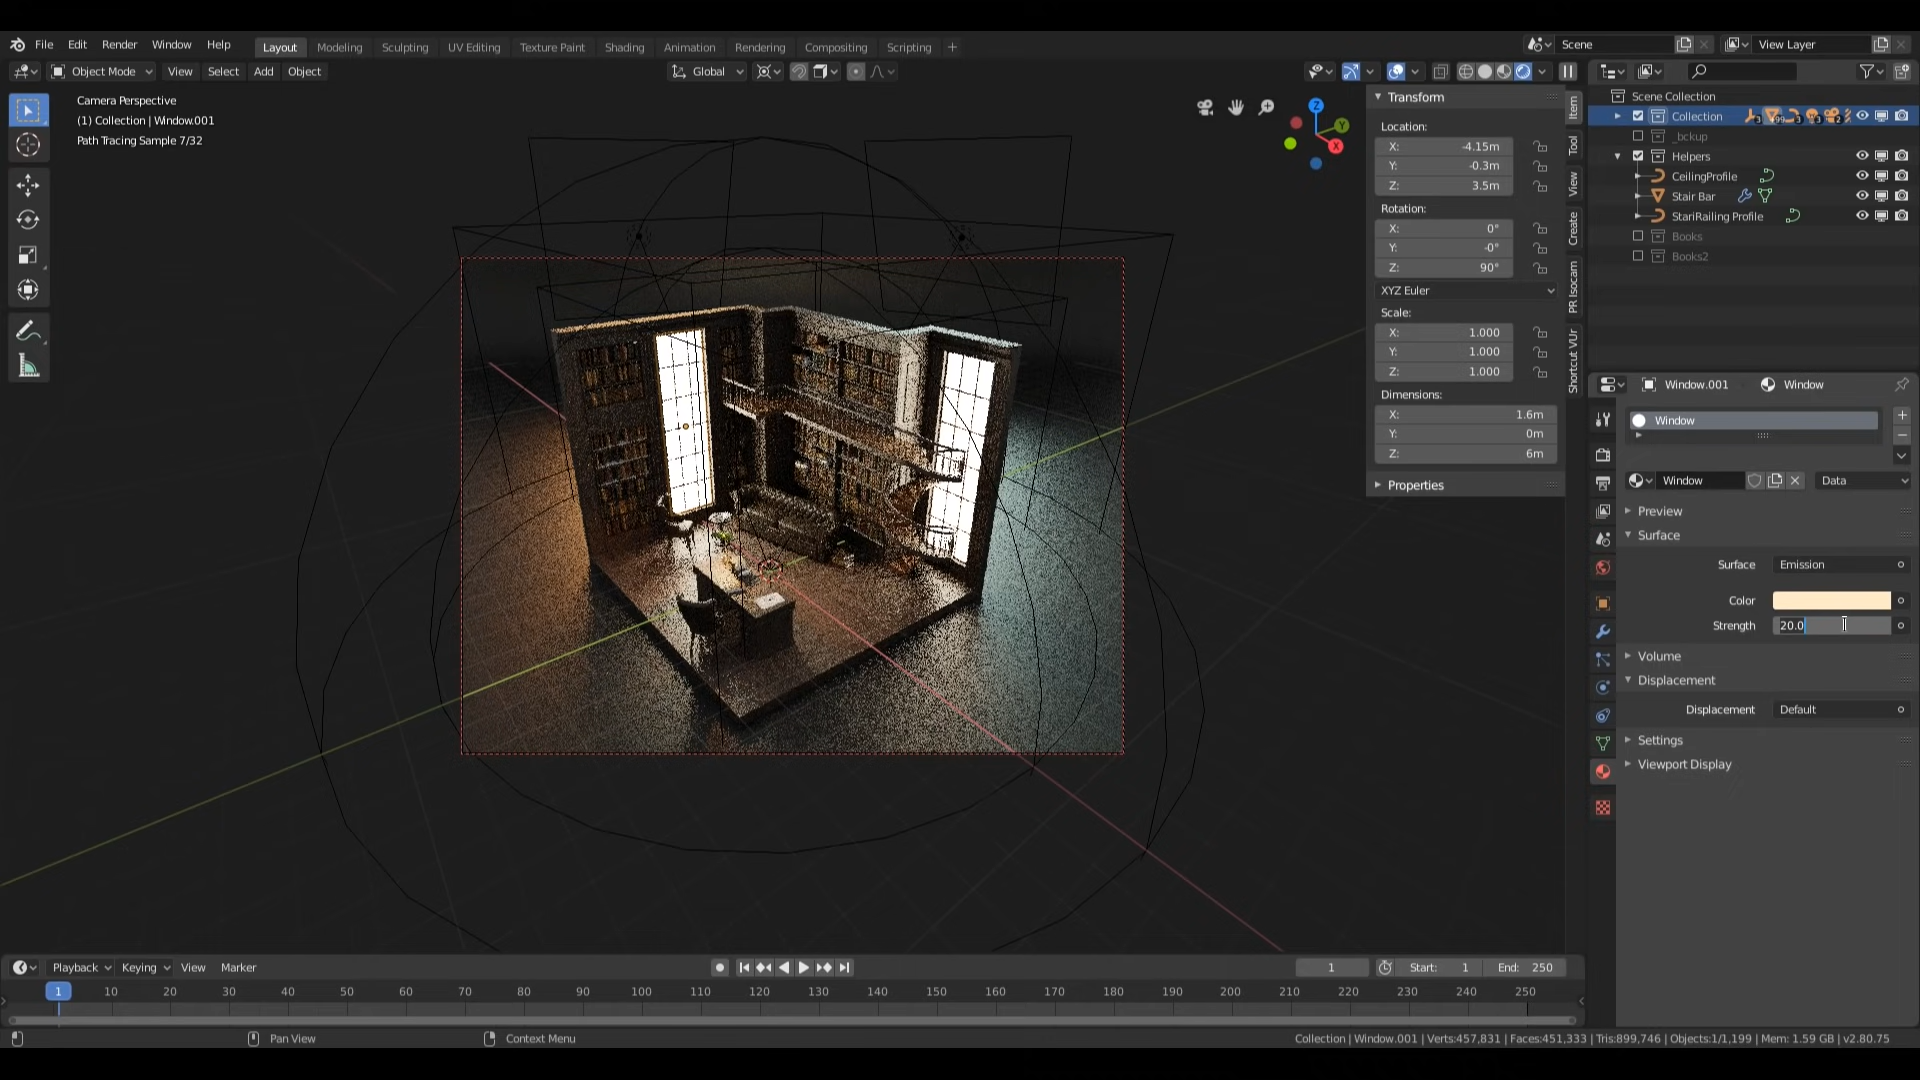 File Edit Render Window Help Layout Modeling Sculpting UV Editing Texture Paint Shading Animation Rendering Compositing Scripting + Scene View Layer
Object Mode View Select Add Object Global
Camera Perspective
(1) Collection | Window.001
Path Tracing Sample 7/32
Z
Y
X
Transform
Location:
X: -4.15m
Y: -0.3m
Z: 3.5m
Rotation:
X: 0°
Y: -0°
Z: 90°
XYZ Euler
Scale:
X: 1.000
Y: 1.000
Z: 1.000
Dimensions:
X: 1.6m
Y: 0m
Z: 6m
Properties
Item
Tool
View
Create
PR Isocam
Shortcut VUr
Scene Collection
Collection
_bckup
Helpers
CeilingProfile
Stair Bar
StariRailing Profile
Books
Books2
Window.001 Window
Window
Window Data
Preview
Surface
Surface Emission
Color
Strength 20.0
Volume
Displacement
Displacement Default
Settings
Viewport Display
Playback Keying View Marker 1 Start: 1 End: 250
1 10 20 30 40 50 60 70 80 90 100 110 120 130 140 150 160 170 180 190 200 210 220 230 240 250
Pan View Context Menu Collection | Window.001 | Verts:457,831 | Faces:451,333 | Tris:899,746 | Objects:1/1,199 | Mem: 1.59 GB | v2.80.75